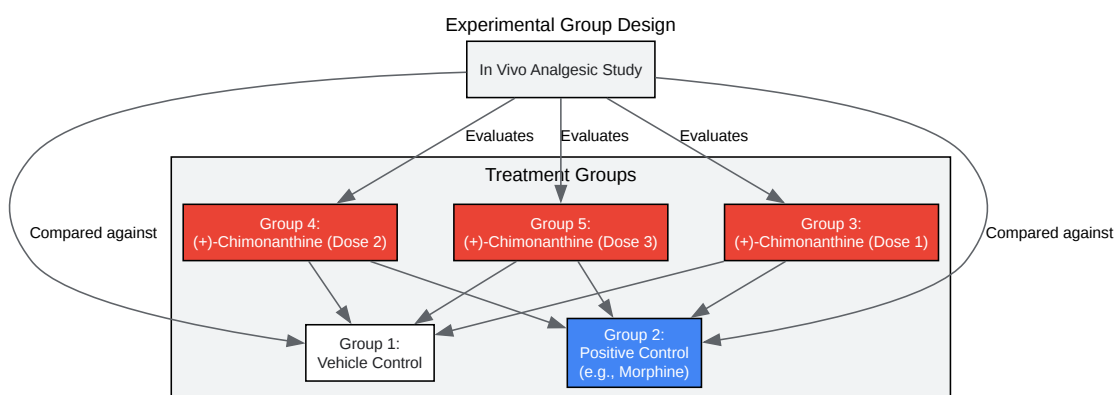 Experimental Group Design
In Vivo Analgesic Study
Evaluates
Evaluates
Evaluates
Treatment Groups
Group 4:
(+)-Chimonanthine (Dose 2)
Group 5:
(+)-Chimonanthine (Dose 3)
Group 3:
(+)-Chimonanthine (Dose 1)
Compared against
Compared against
Group 1:
Vehicle Control
Group 2:
Positive Control
(e.g., Morphine)